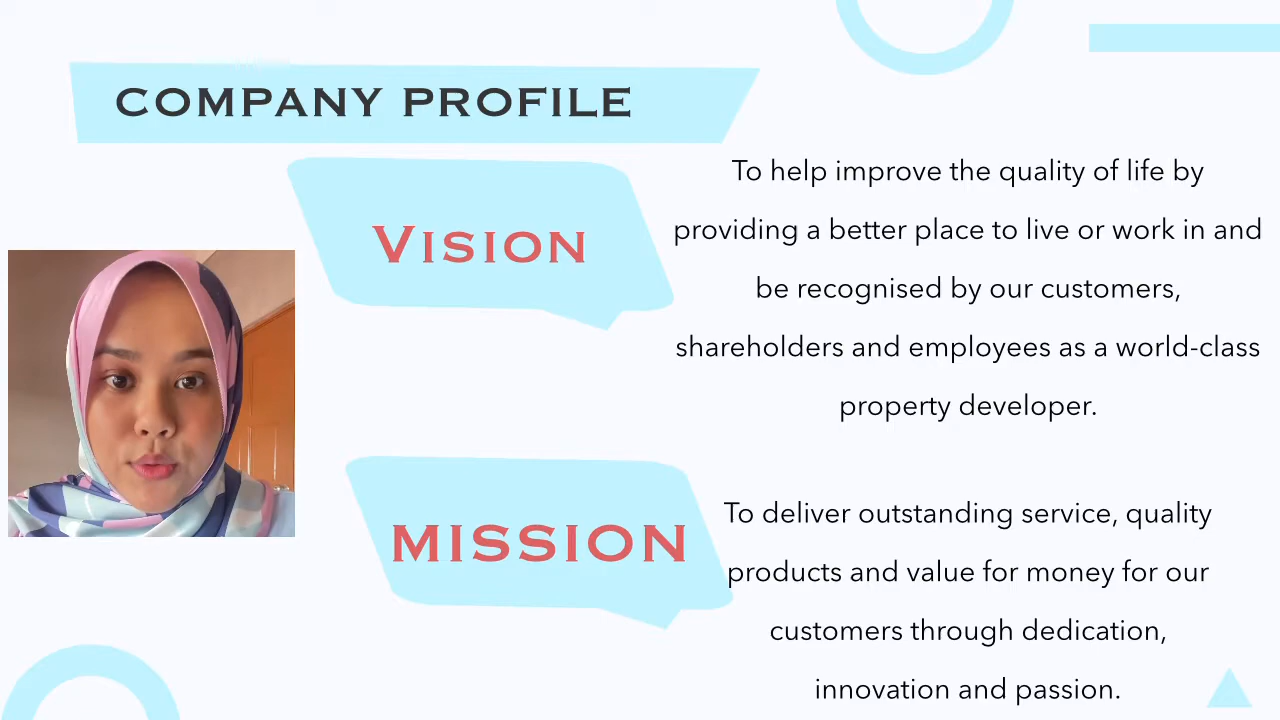 COMPANY PROFILE
VISION
To help improve the quality of life by
providing a better place to live or work in and
be recognised by our customers,
shareholders and employees as a world-class
property developer.
MISSION
To deliver outstanding service, quality
products and value for money for our
customers through dedication,
innovation and passion.